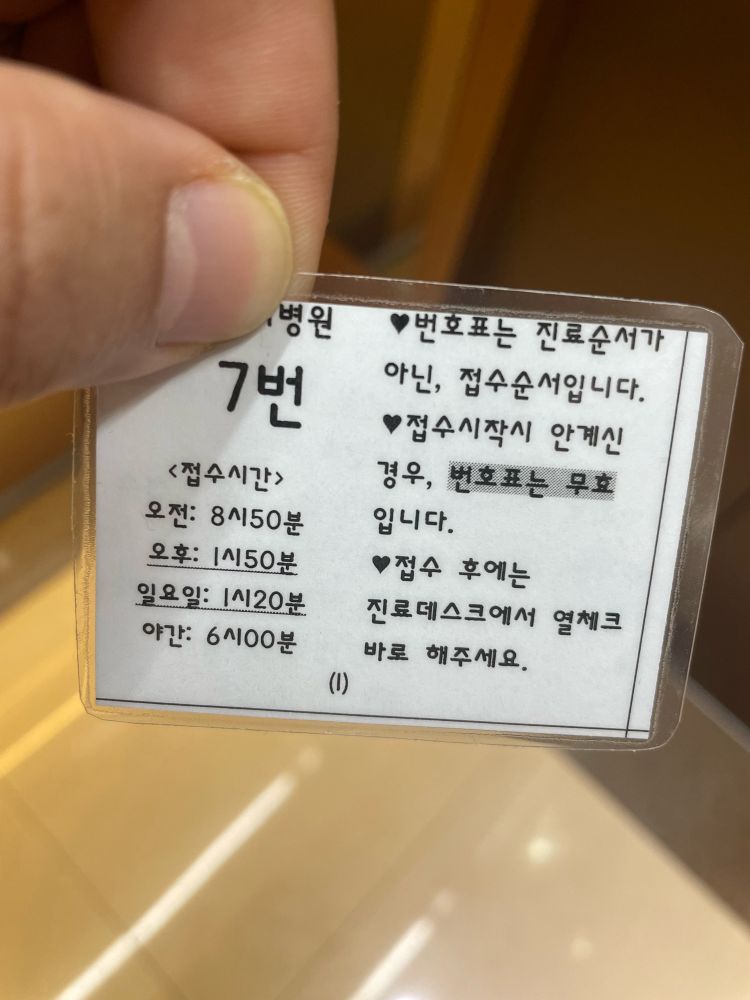 병원
7번
<접수시간>
오전: 8시50분
오후: 1시50분
일요일: 1시20분
야간: 6시00분
♥번호표는 진료순서가
아닌, 접수순서입니다.
♥접수시작시 안계신
경우, 번호표는 무효
입니다.
♥접수 후에는
진료데스크에서 열체크
바로 해주세요.
(1)